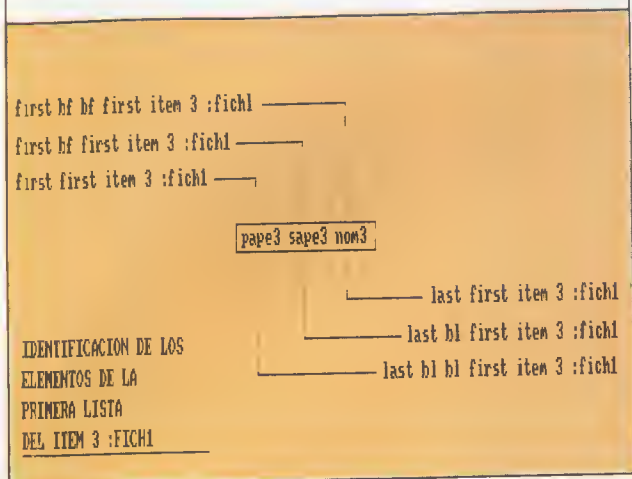 first bf bf first item 3 :fich1
first bf first item 3 :fich1
first first item 3 :fich1
pape3 sape3 nom3
last first item 3 :fich1
last bl first item 3 :fich1
last bl bl first item 3 :fich1
IDENTIFICACION DE LOS
ELEMENTOS DE LA
PRIMERA LISTA
DEL ITEM 3 :FICH1